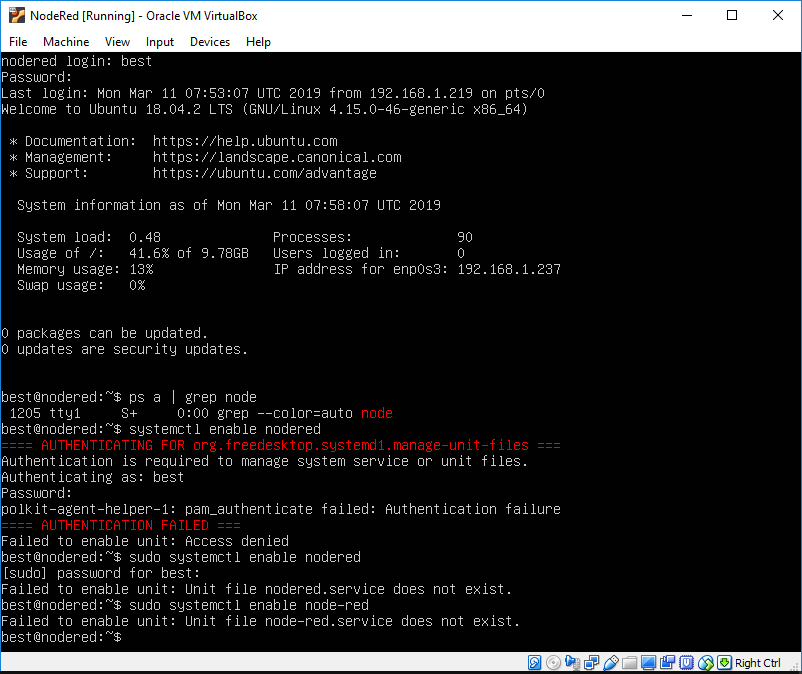 NodeRed [Running] - Oracle VM VirtualBox
File Machine View Input Devices Help
nodered login: best
Password:
Last login: Mon Mar 11 07:53:07 UTC 2019 from 192.168.1.219 on pts/0
Welcome to Ubuntu 18.04.2 LTS (GNU/Linux 4.15.0-46-generic x86_64)
* Documentation: https://help.ubuntu.com
* Management: https://landscape.canonical.com
* Support: https://ubuntu.com/advantage
System information as of Mon Mar 11 07:58:07 UTC 2019
System load: 0.48 Processes: 90
Usage of /: 41.6% of 9.78GB Users logged in: 0
Memory usage: 13% IP address for enp0s3: 192.168.1.237
Swap usage: 0%
0 packages can be updated.
0 updates are security updates.
best@nodered:~$ ps a | grep node
1205 tty1 S+ 0:00 grep --color=auto node
best@nodered:~$ systemctl enable nodered
==== AUTHENTICATING FOR org.freedesktop.systemd1.manage-unit-files ===
Authentication is required to manage system service or unit files.
Authenticating as: best
Password:
polkit-agent-helper-1: pam_authenticate failed: Authentication failure
==== AUTHENTICATION FAILED ===
Failed to enable unit: Access denied
best@nodered:~$ sudo systemctl enable nodered
[sudo] password for best:
Failed to enable unit: Unit file nodered.service does not exist.
best@nodered:~$ sudo systemctl enable node-red
Failed to enable unit: Unit file node-red.service does not exist.
best@nodered:~$
Right Ctrl